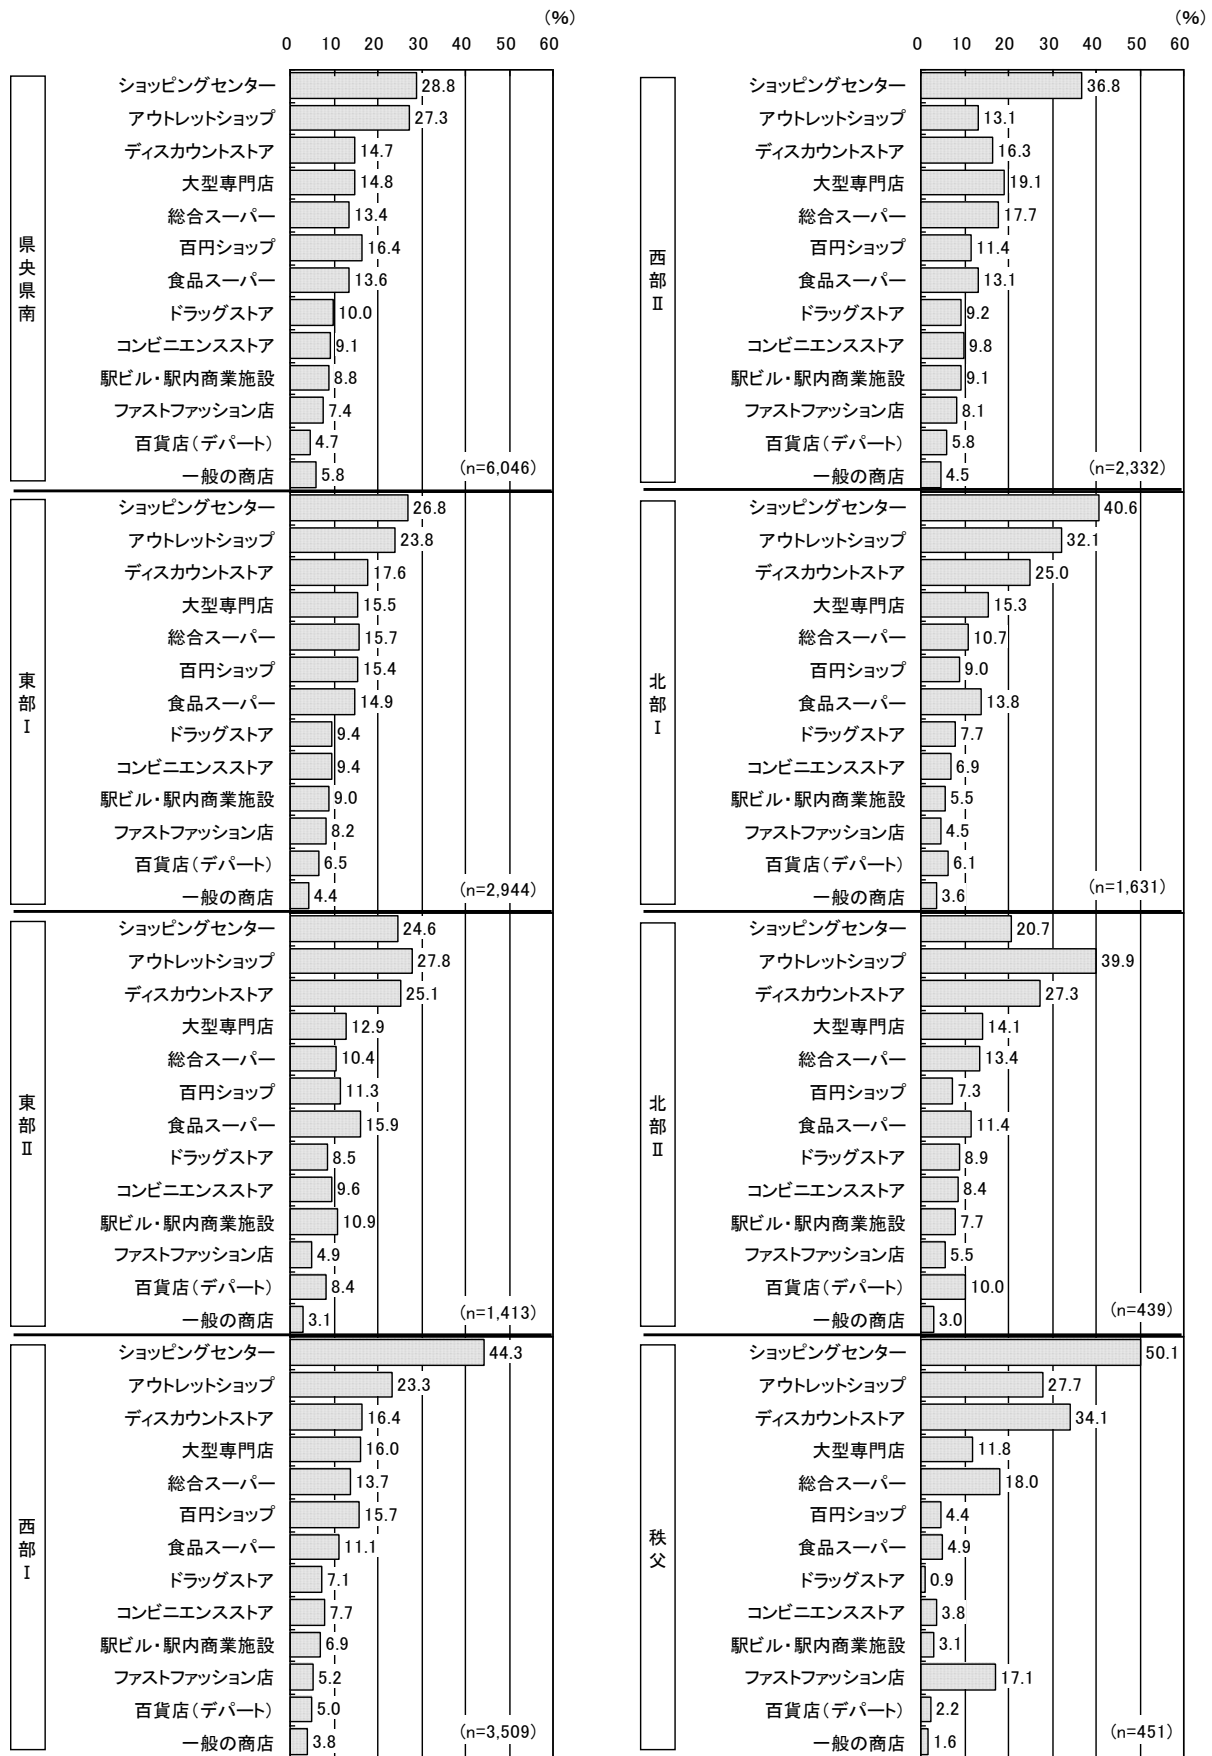 (%)
0 10 20 30 40 50 60
県央県南
ショッピングセンター 28.8
アウトレットショップ 27.3
ディスカウントストア 14.7
大型専門店 14.8
総合スーパー 13.4
百円ショップ 16.4
食品スーパー 13.6
ドラッグストア 10.0
コンビニエンスストア 9.1
駅ビル・駅内商業施設 8.8
ファストファッション店 7.4
百貨店(デパート) 4.7
一般の商店 5.8
(n=6,046)
東部Ⅰ
ショッピングセンター 26.8
アウトレットショップ 23.8
ディスカウントストア 17.6
大型専門店 15.5
総合スーパー 15.7
百円ショップ 15.4
食品スーパー 14.9
ドラッグストア 9.4
コンビニエンスストア 9.4
駅ビル・駅内商業施設 9.0
ファストファッション店 8.2
百貨店(デパート) 6.5
一般の商店 4.4
(n=2,944)
東部Ⅱ
ショッピングセンター 24.6
アウトレットショップ 27.8
ディスカウントストア 25.1
大型専門店 12.9
総合スーパー 10.4
百円ショップ 11.3
食品スーパー 15.9
ドラッグストア 8.5
コンビニエンスストア 9.6
駅ビル・駅内商業施設 10.9
ファストファッション店 4.9
百貨店(デパート) 8.4
一般の商店 3.1
(n=1,413)
西部Ⅰ
ショッピングセンター 44.3
アウトレットショップ 23.3
ディスカウントストア 16.4
大型専門店 16.0
総合スーパー 13.7
百円ショップ 15.7
食品スーパー 11.1
ドラッグストア 7.1
コンビニエンスストア 7.7
駅ビル・駅内商業施設 6.9
ファストファッション店 5.2
百貨店(デパート) 5.0
一般の商店 3.8
(n=3,509)
(%)
0 10 20 30 40 50 60
西部Ⅱ
ショッピングセンター 36.8
アウトレットショップ 13.1
ディスカウントストア 16.3
大型専門店 19.1
総合スーパー 17.7
百円ショップ 11.4
食品スーパー 13.1
ドラッグストア 9.2
コンビニエンスストア 9.8
駅ビル・駅内商業施設 9.1
ファストファッション店 8.1
百貨店(デパート) 5.8
一般の商店 4.5
(n=2,332)
北部Ⅰ
ショッピングセンター 40.6
アウトレットショップ 32.1
ディスカウントストア 25.0
大型専門店 15.3
総合スーパー 10.7
百円ショップ 9.0
食品スーパー 13.8
ドラッグストア 7.7
コンビニエンスストア 6.9
駅ビル・駅内商業施設 5.5
ファストファッション店 4.5
百貨店(デパート) 6.1
一般の商店 3.6
(n=1,631)
北部Ⅱ
ショッピングセンター 20.7
アウトレットショップ 39.9
ディスカウントストア 27.3
大型専門店 14.1
総合スーパー 13.4
百円ショップ 7.3
食品スーパー 11.4
ドラッグストア 8.9
コンビニエンスストア 8.4
駅ビル・駅内商業施設 7.7
ファストファッション店 5.5
百貨店(デパート) 10.0
一般の商店 3.0
(n=439)
秩父
ショッピングセンター 50.1
アウトレットショップ 27.7
ディスカウントストア 34.1
大型専門店 11.8
総合スーパー 18.0
百円ショップ 4.4
食品スーパー 4.9
ドラッグストア 0.9
コンビニエンスストア 3.8
駅ビル・駅内商業施設 3.1
ファストファッション店 17.1
百貨店(デパート) 2.2
一般の商店 1.6
(n=451)